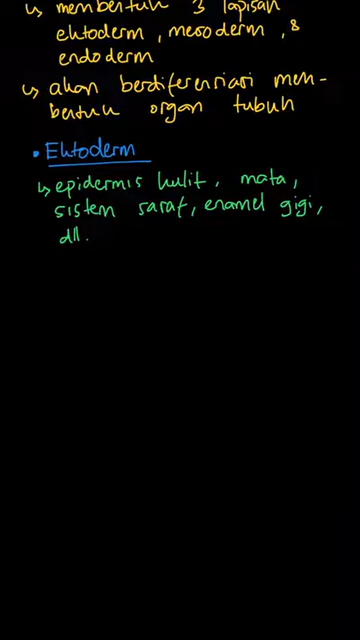 ↳ membentuk 3 lapisan
ektoderm, mesoderm, &
endoderm
↳ akan berdiferensiasi mem-
bentuk organ tubuh
• Ektoderm
↳ epidermis kulit, mata,
sistem saraf, enamel gigi,
dll.